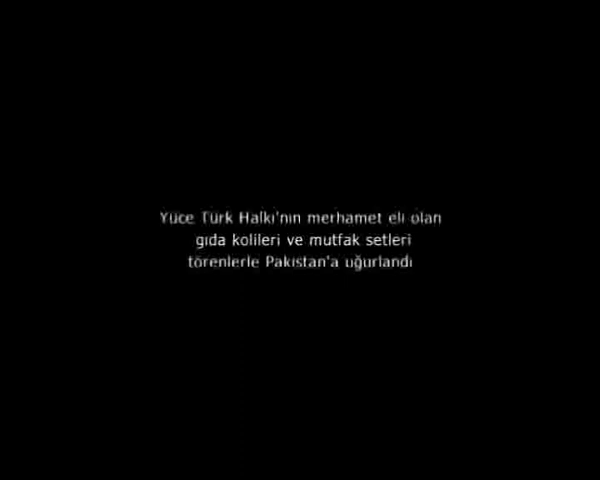 Yüce Türk Halkı'nın merhamet eli olan
gıda kolileri ve mutfak setleri
törenlerle Pakistan'a uğurlandı